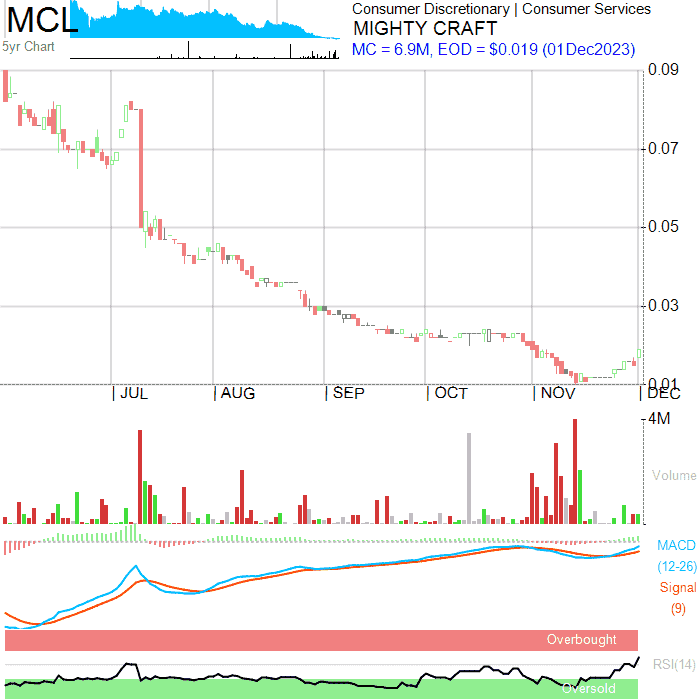 MCL
5yr Chart
Consumer Discretionary | Consumer Services
MIGHTY CRAFT
MC = 6.9M, EOD = $0.019 (01Dec2023)
0.09
0.07
0.05
0.03
0.01
JUL
AUG
SEP
OCT
NOV
DEC
4M
Volume
MACD
(12-26)
Signal
(9)
Overbought
RSI(14)
Oversold